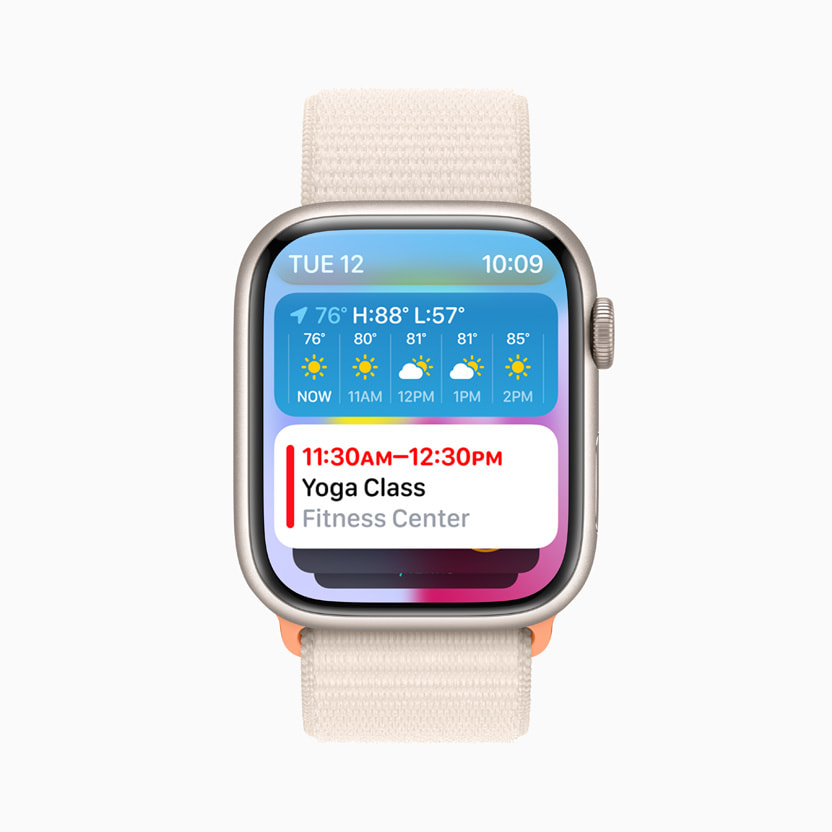 TUE 12 10:09
76° H:88° L:57°
76° 80° 81° 81° 85°
NOW 11AM 12PM 1PM 2PM
11:30AM–12:30PM
Yoga Class
Fitness Center